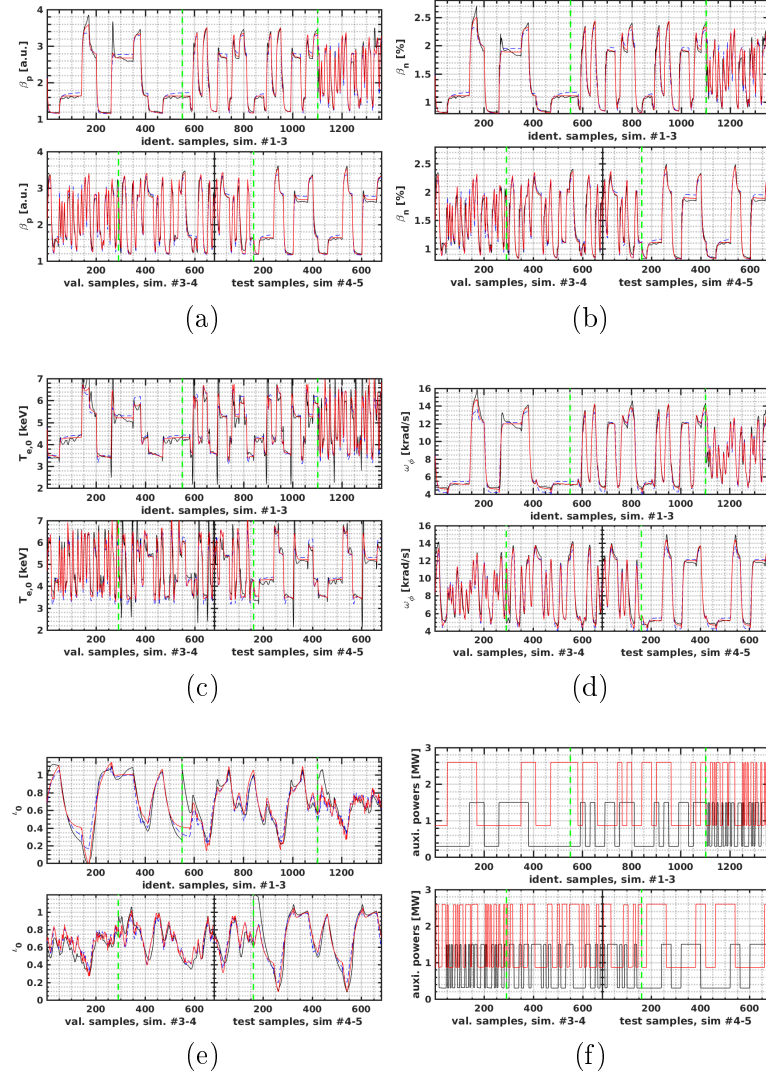 4
3
2
1
β_p [a.u.]
200 400 600 800 1000 1200
ident. samples, sim. #1-3
4
3
2
1
β_p [a.u.]
200 400 600 200 400 600
val. samples, sim. #3-4 test samples, sim #4-5
(a)
2.5
2
1.5
1
β_n [%]
200 400 600 800 1000 1200
ident. samples, sim. #1-3
2.5
2
1.5
1
β_n [%]
200 400 600 200 400 600
val. samples, sim. #3-4 test samples, sim #4-5
(b)
7
6
5
4
3
2
T_e,0 [keV]
200 400 600 800 1000 1200
ident. samples, sim. #1-3
7
6
5
4
3
2
T_e,0 [keV]
200 400 600 200 400 600
val. samples, sim. #3-4 test samples, sim #4-5
(c)
16
14
12
10
8
6
4
ω_ϕ [krad/s]
200 400 600 800 1000 1200
ident. samples, sim. #1-3
16
14
12
10
8
6
4
ω_ϕ [krad/s]
200 400 600 200 400 600
val. samples, sim. #3-4 test samples, sim #4-5
(d)
1
0.8
0.6
0.4
0.2
0
ι_0
200 400 600 800 1000 1200
ident. samples, sim. #1-3
1
0.8
0.6
0.4
0.2
0
ι_0
200 400 600 200 400 600
val. samples, sim. #3-4 test samples, sim #4-5
(e)
3
2
1
0
auxi. powers [MW]
200 400 600 800 1000 1200
ident. samples, sim. #1-3
3
2
1
0
auxi. powers [MW]
200 400 600 200 400 600
val. samples, sim. #3-4 test samples, sim #4-5
(f)